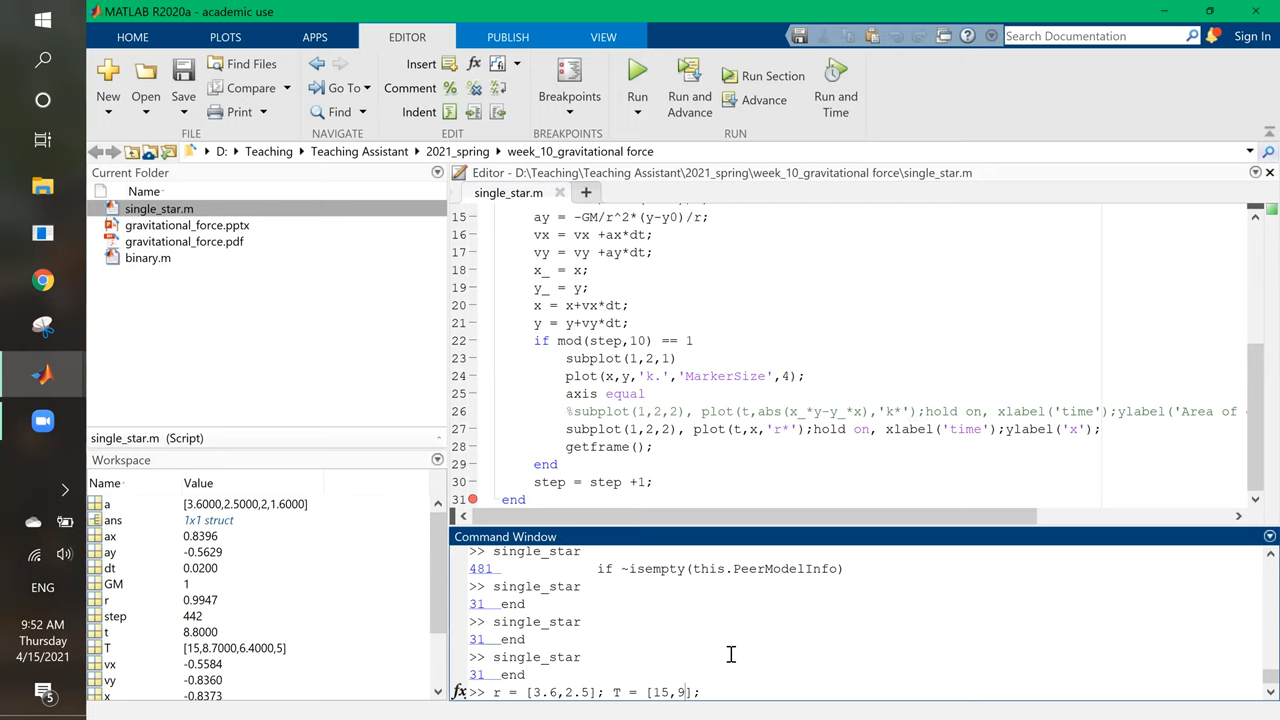 MATLAB R2020a - academic use
HOME PLOTS APPS EDITOR PUBLISH VIEW Search Documentation Sign In
New Open Save Find Files Compare Print
Go To Find
Insert fx
Comment
Indent
Breakpoints
Run Run and Advance Run Section Advance Run and Time
FILE NAVIGATE EDIT BREAKPOINTS RUN
D: Teaching Teaching Assistant 2021_spring week_10_gravitational force
Current Folder
Name
single_star.m
gravitational_force.pptx
gravitational_force.pdf
binary.m
single_star.m (Script)
Workspace
Name Value
a [3.6000,2.5000,2,1.6000]
ans 1x1 struct
ax 0.8396
ay -0.5629
dt 0.0200
GM 1
r 0.9947
step 442
t 8.8000
T [15,8.7000,6.4000,5]
vx -0.5584
vy -0.8360
x -0.8373
Editor - D:\Teaching\Teaching Assistant\2021_spring\week_10_gravitational force\single_star.m
single_star.m
15 ay = -GM/r^2*(y-y0)/r;
16 vx = vx +ax*dt;
17 vy = vy +ay*dt;
18 x_ = x;
19 y_ = y;
20 x = x+vx*dt;
21 y = y+vy*dt;
22 if mod(step,10) == 1
23 subplot(1,2,1)
24 plot(x,y,'k.','MarkerSize',4);
25 axis equal
26 %subplot(1,2,2), plot(t,abs(x_*y-y_*x),'k*');hold on, xlabel('time');ylabel('Area of
27 subplot(1,2,2), plot(t,x,'r*');hold on, xlabel('time');ylabel('x');
28 getframe();
29 end
30 step = step +1;
31 end
Command Window
>> single_star
481 if ~isempty(this.PeerModelInfo)
>> single_star
31 end
>> single_star
31 end
>> single_star
31 end
fx >> r = [3.6,2.5]; T = [15,9];
ENG
9:52 AM
Thursday
4/15/2021
5